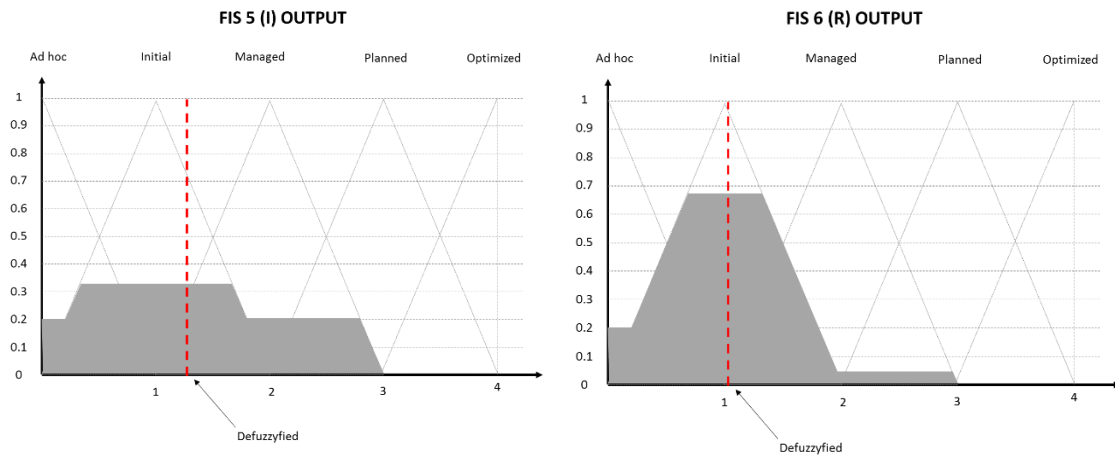 FIS 5 (I) OUTPUT
Ad hoc Initial Managed Planned Optimized
1
0.9
0.8
0.7
0.6
0.5
0.4
0.3
0.2
0.1
0
1 2 3 4
Defuzzyfied
FIS 6 (R) OUTPUT
Ad hoc Initial Managed Planned Optimized
1
0.9
0.8
0.7
0.6
0.5
0.4
0.3
0.2
0.1
0
1 2 3 4
Defuzzyfied